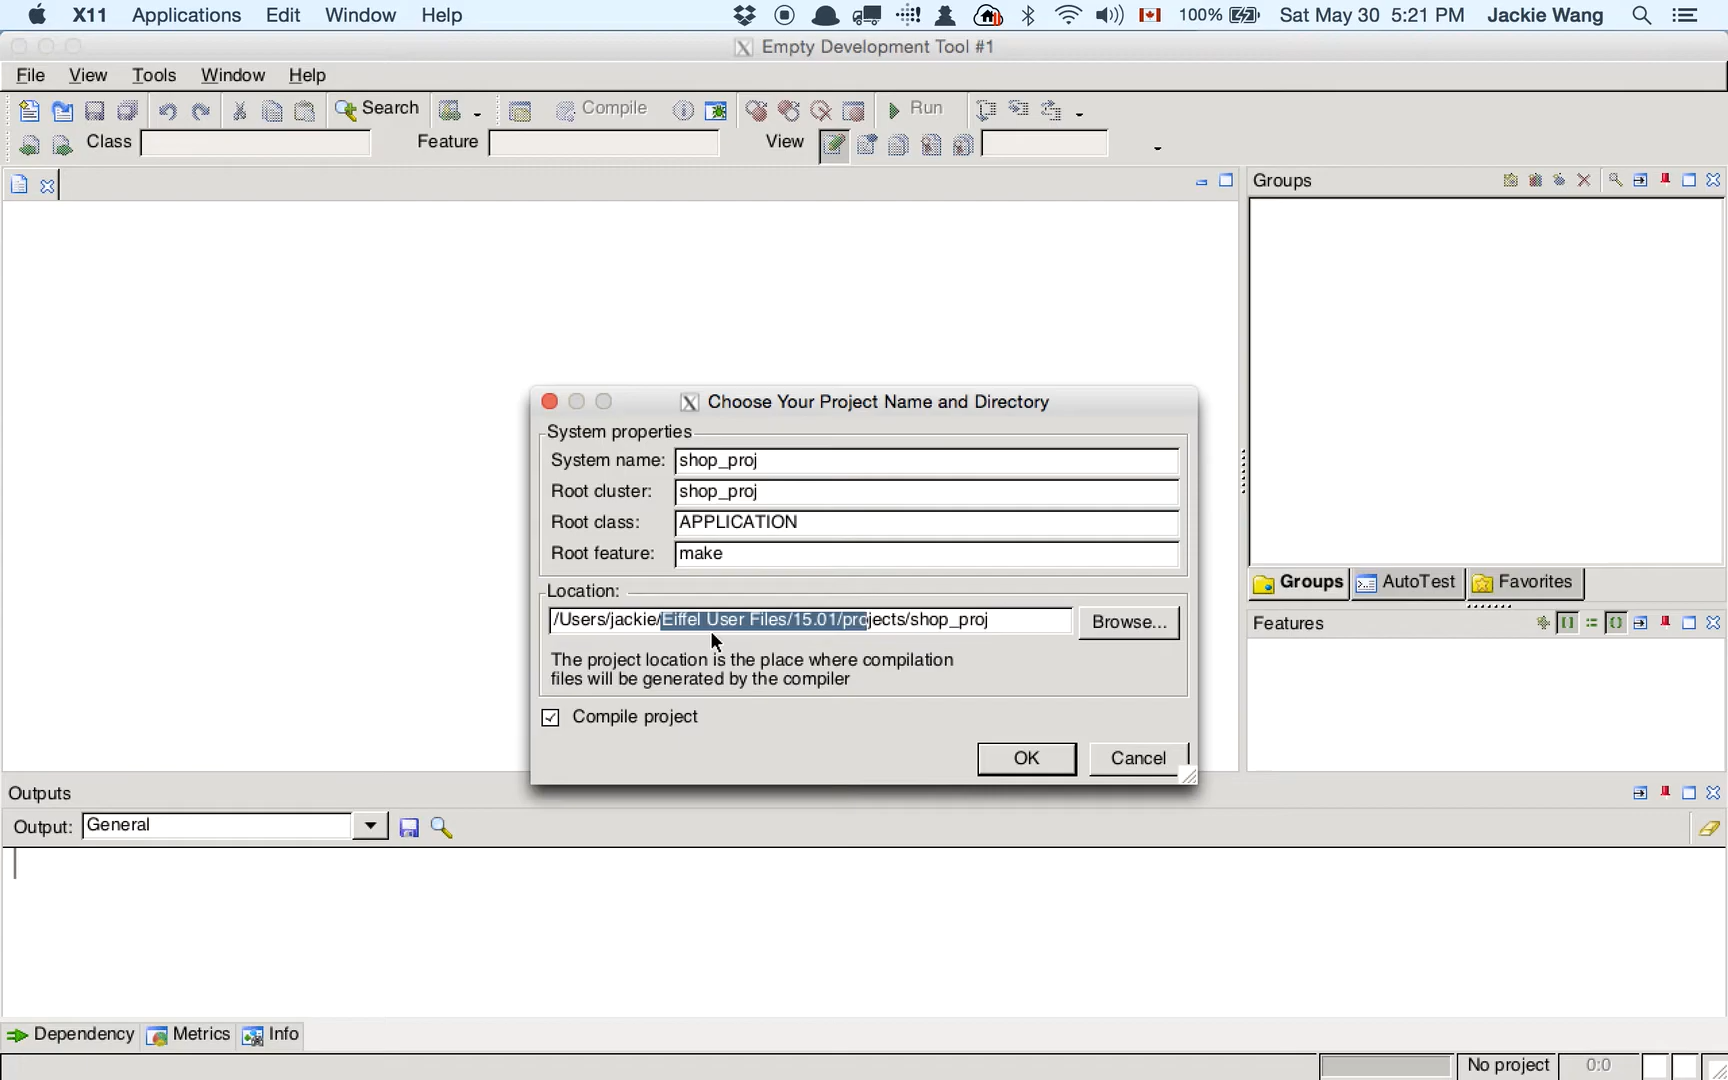 X11 Applications Edit Window Help 100% Sat May 30 5:21 PM Jackie Wang
Empty Development Tool #1
File View Tools Window Help
Search Compile Run
Class Feature View
Groups
Choose Your Project Name and Directory
System properties
System name: shop_proj
Root cluster: shop_proj
Root class: APPLICATION
Root feature: make
Location:
/Users/jackie/Eiffel User Files/15.01/projects/shop_proj Browse...
The project location is the place where compilation
files will be generated by the compiler
Compile project
OK Cancel
Groups AutoTest Favorites
Features
Outputs
Output: General
Dependency Metrics Info
No project 0:0